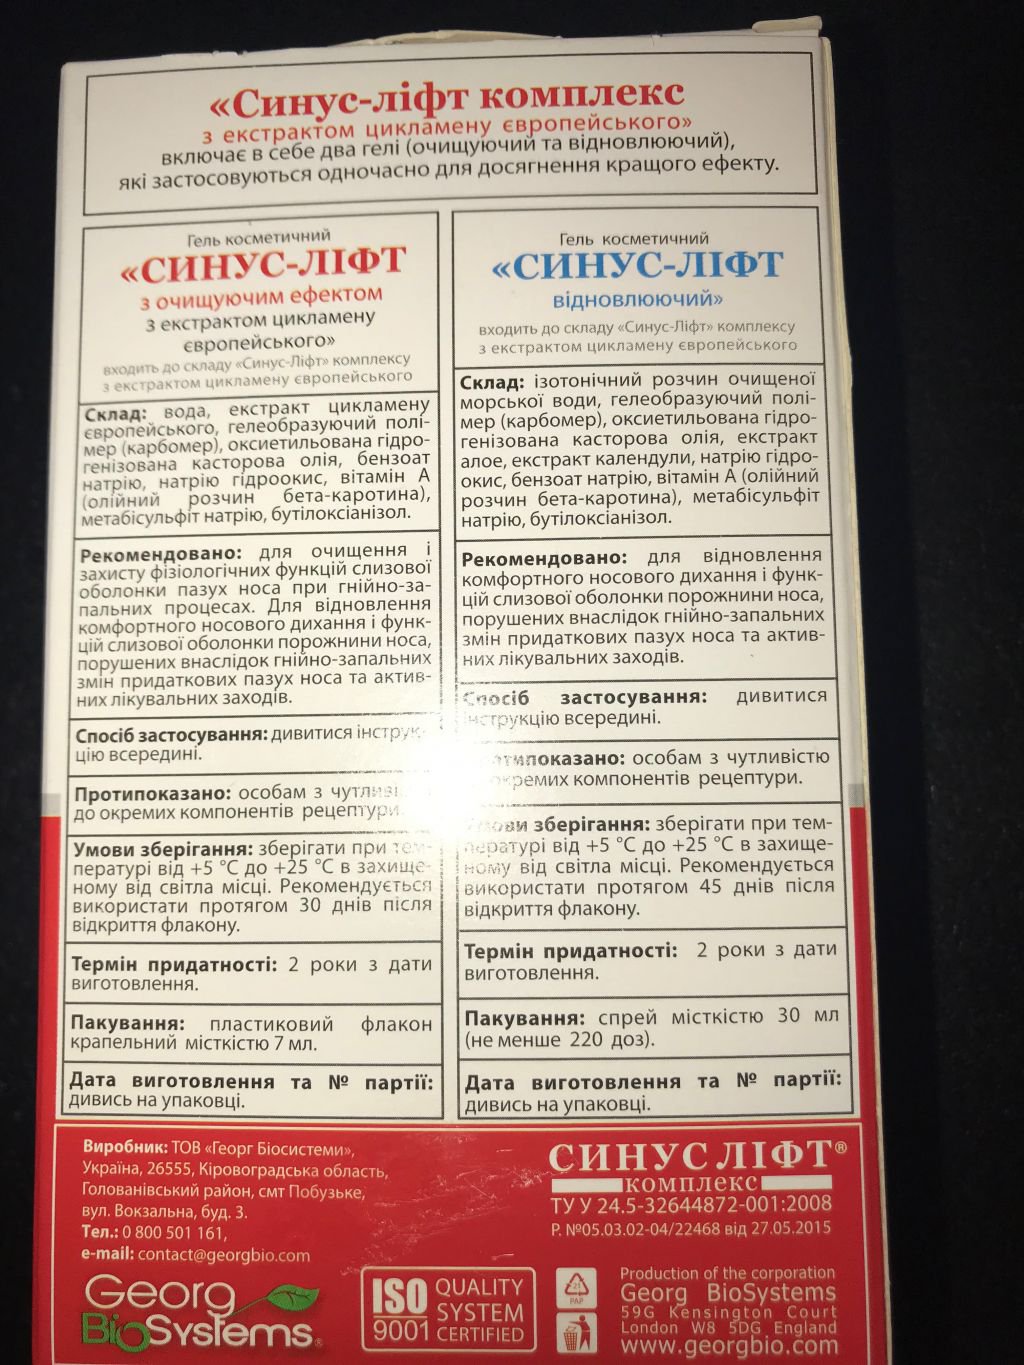 «Синус-ліфт комплекс
з екстрактом цикламену європейського»
включає в себе два гелі (очищуючий та відновлюючий),
які застосовуються одночасно для досягнення кращого ефекту.
Гель косметичний
«СИНУС-ЛІФТ
з очищуючим ефектом
з екстрактом цикламену
європейського»
входить до складу «Синус-Ліфт» комплексу
з екстрактом цикламену європейського
Склад: вода, екстракт цикламену
європейського, гелеобразуючий полі-
мер (карбомер), оксиетильована гідро-
генізована касторова олія, бензоат
натрію, натрію гідроокис, вітамін А
(олійний розчин бета-каротина),
метабісульфіт натрію, бутілоксіанізол.
Рекомендовано: для очищення і
захисту фізіологічних функцій слизової
оболонки пазух носа при гнійно-за-
пальних процесах. Для відновлення
комфортного носового дихання і функ-
цій слизової оболонки порожнини носа,
порушених внаслідок гнійно-запальних
змін придаткових пазух носа та актив-
них лікувальних заходів.
Спосіб застосування: дивитися інструк-
цію всередині.
Протипоказано: особам з
до окремих компонентів рецептури.
Умови зберігання: зберігати при тем-
пературі від +5 °C до +25 °C в захище-
ному від світла місці. Рекомендується
використати протягом 30 днів після
відкриття флакону.
Термін придатності: 2 роки з дати
виготовлення.
Пакування: пластиковий флакон
крапельний місткістю 7 мл.
Дата виготовлення та № партії:
дивись на упаковці.
Гель косметичний
«СИНУС-ЛІФТ
відновлюючий»
входить до складу «Синус-Ліфт» комплексу
з екстрактом цикламену європейського
Склад: ізотонічний розчин очищеної
морської води, гелеобразуючий полі-
мер (карбомер), оксиетильована гідро-
генізована касторова олія, екстракт
алое, екстракт календули, натрію гідро-
окис, бензоат натрію, вітамін А (олійний
розчин бета-каротина), метабісульфіт
натрію, бутілоксіанізол.
Рекомендовано: для відновлення
комфортного носового дихання і функ-
цій слизової оболонки порожнини носа,
порушених внаслідок гнійно-запальних
змін придаткових пазух носа та актив-
них лікувальних заходів.
Спосіб застосування: дивитися
інструкцію всередині.
Протипоказано: особам з чутливістю
окремих компонентів рецептури.
Умови зберігання: зберігати при тем-
пературі від +5 °C до +25 °C в захище-
ному від світла місці. Рекомендується
використати протягом 45 днів після
відкриття флакону.
Термін придатності: 2 роки з дати
виготовлення.
Пакування: спрей місткістю 30 мл
(не менше 220 доз).
Дата виготовлення та № партії:
дивись на упаковці.
Виробник: ТОВ «Георг Біосистеми»,
Україна, 26555, Кіровоградська область,
Голованівський район, смт Побузьке,
вул. Вокзальна, буд. 3.
Тел.: 0 800 501 161,
e-mail: contact@georgbio.com
Georg
BioSystems®
СИНУС ЛІФТ®
комплекс
ТУ У 24.5-32644872-001:2008
Р. №05.03.02-04/22468 від 27.05.2015
ISO 9001
QUALITY
SYSTEM
CERTIFIED
21
PAP
Production of the corporation
Georg BioSystems
59G Kensington Court
London W8 5DG England
www.georgbio.com